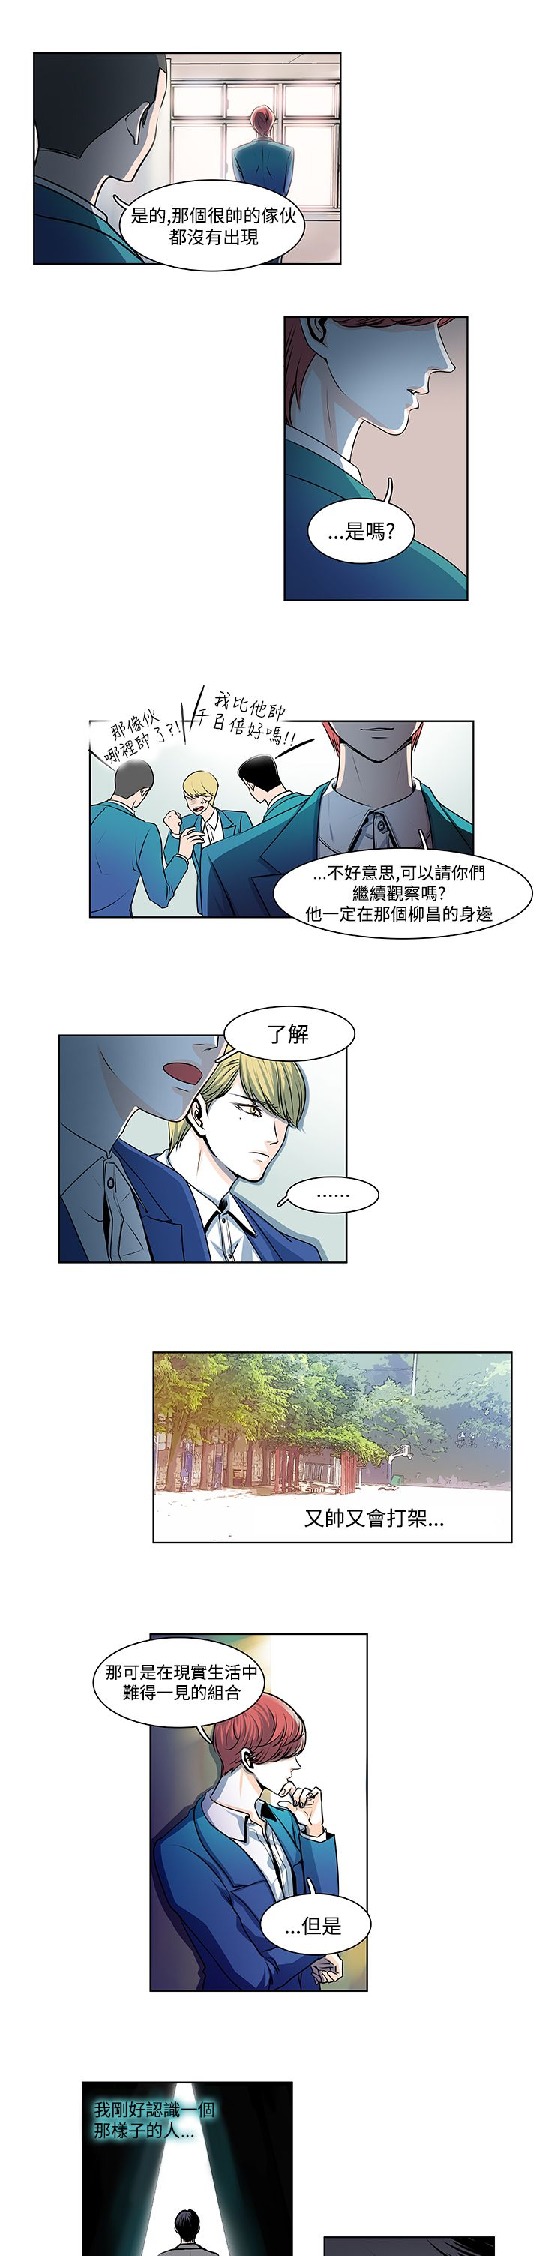 是的,那個很帥的傢伙
都沒有出現
...是嗎?
那傢伙
哪裡帥了?!
我比他帥
千百倍好嗎!!
...不好意思,可以請你們
繼續觀察嗎?
他一定在那個柳昌的身邊
了解
......
又帥又會打架...
那可是在現實生活中
難得一見的組合
...但是
我剛好認識一個
那樣子的人...